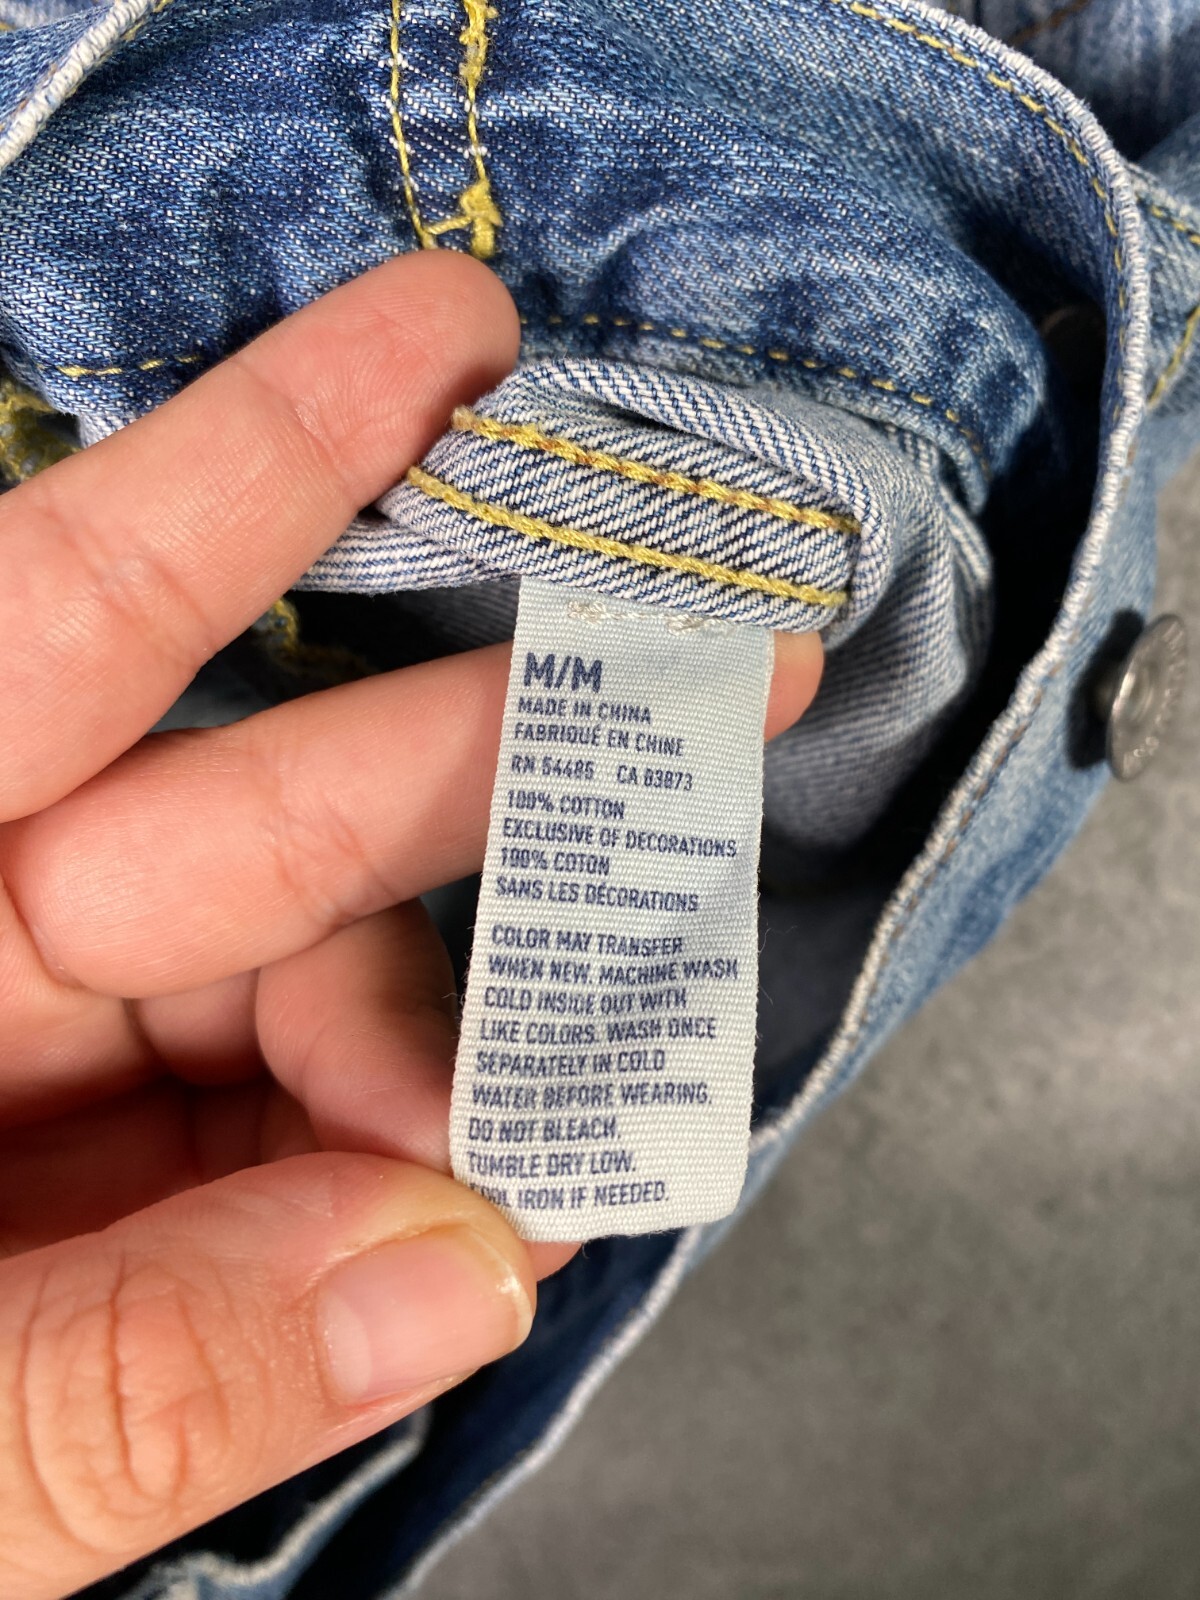 M/M
MADE IN CHINA
FABRIQUÉ EN CHINE
RN 54485 CA 83873
100% COTTON
EXCLUSIVE OF DECORATIONS
100% COTON
SANS LES DÉCORATIONS
COLOR MAY TRANSFER
WHEN NEW. MACHINE WASH
COLD INSIDE OUT WITH
LIKE COLORS. WASH ONCE
SEPARATELY IN COLD
WATER BEFORE WEARING.
DO NOT BLEACH.
TUMBLE DRY LOW.
COOL IRON IF NEEDED.